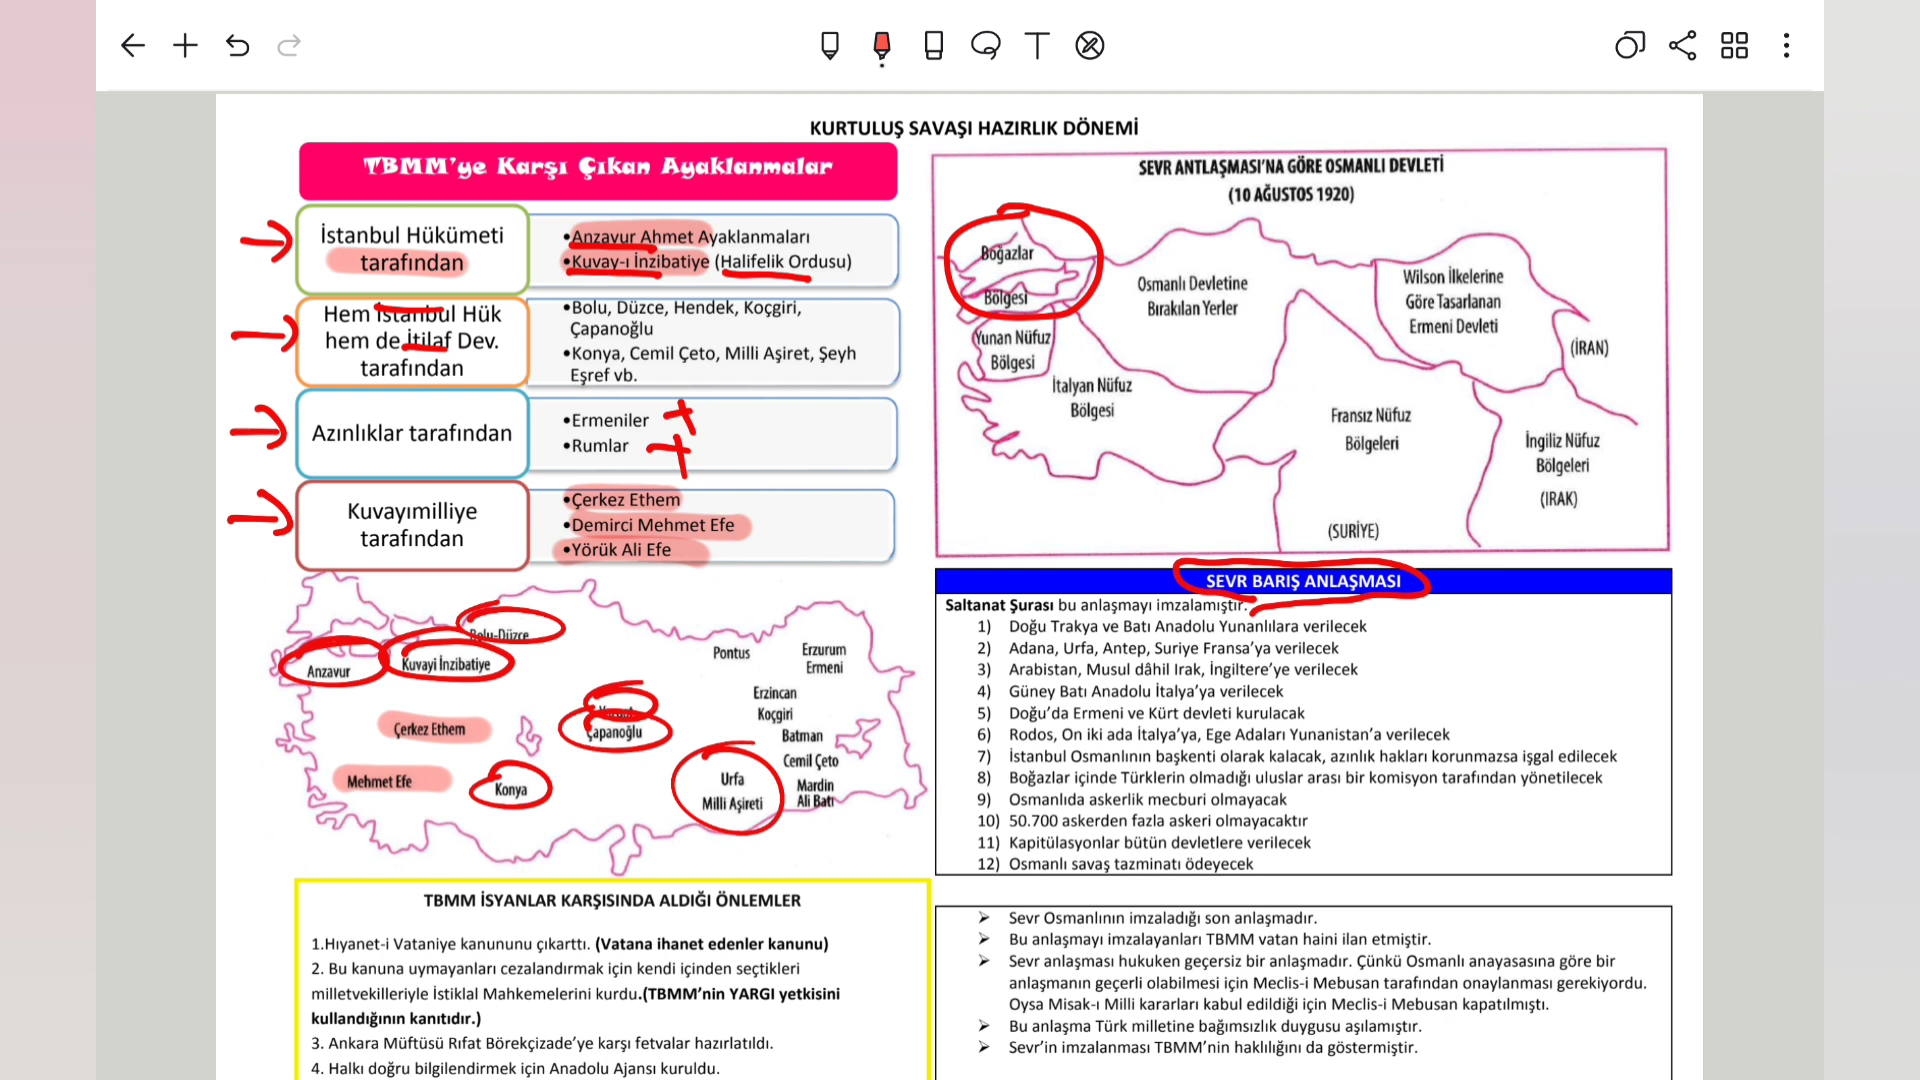 KURTULUŞ SAVAŞI HAZIRLIK DÖNEMİ
TBMM'ye Karşı Çıkan Ayaklanmalar
İstanbul Hükümeti
tarafından
•Anzavur Ahmet Ayaklanmaları
•Kuvay-ı İnzibatiye (Halifelik Ordusu)
Hem İstanbul Hük
hem de İtilaf Dev.
tarafından
•Bolu, Düzce, Hendek, Koçgiri,
Çapanoğlu
•Konya, Cemil Çeto, Milli Aşiret, Şeyh
Eşref vb.
Azınlıklar tarafından
•Ermeniler
•Rumlar
Kuvayımilliye
tarafından
•Çerkez Ethem
•Demirci Mehmet Efe
•Yörük Ali Efe
Bolu-Düzce
Anzavur
Kuvayi İnzibatiye
Pontus
Erzurum
Ermeni
Erzincan
Koçgiri
Çapanoğlu
Çerkez Ethem
Batman
Cemil Çeto
Mehmet Efe
Konya
Urfa
Milli Aşireti
Mardin
Ali Batı
TBMM İSYANLAR KARŞISINDA ALDIĞI ÖNLEMLER
1.Hıyanet-i Vataniye kanununu çıkarttı. (Vatana ihanet edenler kanunu)
2. Bu kanuna uymayanları cezalandırmak için kendi içinden seçtikleri
milletvekilleriyle İstiklal Mahkemelerini kurdu.(TBMM'nin YARGI yetkisini
kullandığının kanıtıdır.)
3. Ankara Müftüsü Rıfat Börekçizade'ye karşı fetvalar hazırlatıldı.
4. Halkı doğru bilgilendirmek için Anadolu Ajansı kuruldu.
SEVR ANTLAŞMASI'NA GÖRE OSMANLI DEVLETİ
(10 AĞUSTOS 1920)
Boğazlar
Bölgesi
Osmanlı Devletine
Bırakılan Yerler
Wilson İlkelerine
Göre Tasarlanan
Ermeni Devleti
Yunan Nüfuz
Bölgesi
(İRAN)
İtalyan Nüfuz
Bölgesi
Fransız Nüfuz
Bölgeleri
İngiliz Nüfuz
Bölgeleri
(IRAK)
(SURİYE)
SEVR BARIŞ ANLAŞMASI
Saltanat Şurası bu anlaşmayı imzalamıştır.
1) Doğu Trakya ve Batı Anadolu Yunanlılara verilecek
2) Adana, Urfa, Antep, Suriye Fransa'ya verilecek
3) Arabistan, Musul dâhil Irak, İngiltere'ye verilecek
4) Güney Batı Anadolu İtalya'ya verilecek
5) Doğu'da Ermeni ve Kürt devleti kurulacak
6) Rodos, On iki ada İtalya'ya, Ege Adaları Yunanistan'a verilecek
7) İstanbul Osmanlının başkenti olarak kalacak, azınlık hakları korunmazsa işgal edilecek
8) Boğazlar içinde Türklerin olmadığı uluslar arası bir komisyon tarafından yönetilecek
9) Osmanlıda askerlik mecburi olmayacak
10) 50.700 askerden fazla askeri olmayacaktır
11) Kapitülasyonlar bütün devletlere verilecek
12) Osmanlı savaş tazminatı ödeyecek
➢ Sevr Osmanlının imzaladığı son anlaşmadır.
➢ Bu anlaşmayı imzalayanları TBMM vatan haini ilan etmiştir.
➢ Sevr anlaşması hukuken geçersiz bir anlaşmadır. Çünkü Osmanlı anayasasına göre bir
anlaşmanın geçerli olabilmesi için Meclis-i Mebusan tarafından onaylanması gerekiyordu.
Oysa Misak-ı Milli kararları kabul edildiği için Meclis-i Mebusan kapatılmıştı.
➢ Bu anlaşma Türk milletine bağımsızlık duygusu aşılamıştır.
➢ Sevr'in imzalanması TBMM'nin haklılığını da göstermiştir.